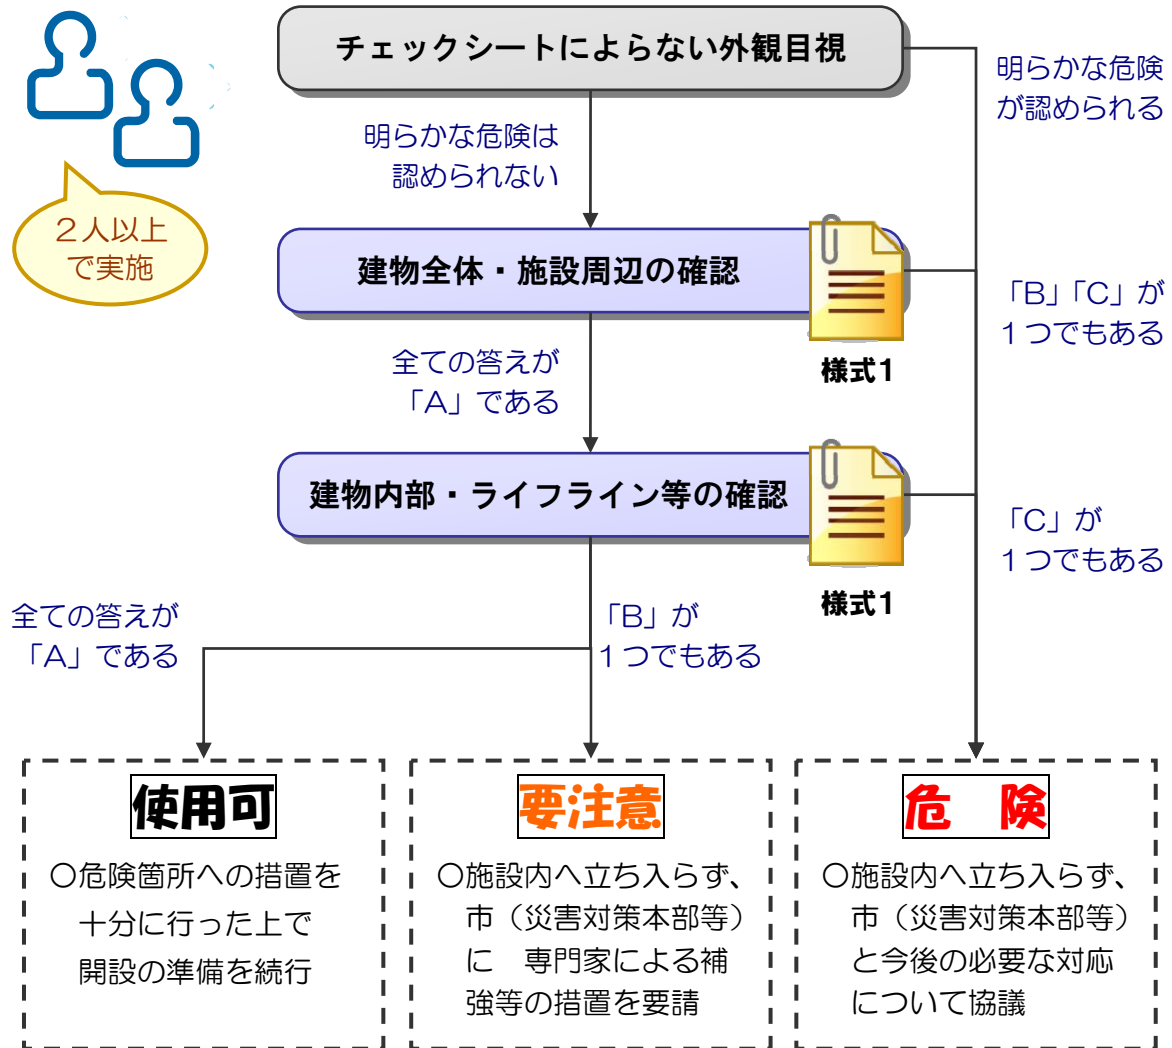 チェックシートによらない外観目視
明らかな危険
が認められる
明らかな危険は
認められない
２人以上
で実施
建物全体・施設周辺の確認
「B」「C」が
１つでもある
様式1
全ての答えが
「A」である
建物内部・ライフライン等の確認
「C」が
１つでもある
様式1
全ての答えが
「A」である
「B」が
１つでもある
使用可
〇危険箇所への措置を
十分に行った上で
開設の準備を続行
要注意
〇施設内へ立ち入らず、
市（災害対策本部等）
に　専門家による補
強等の措置を要請
危　険
〇施設内へ立ち入らず、
市（災害対策本部等）
と今後の必要な対応
について協議